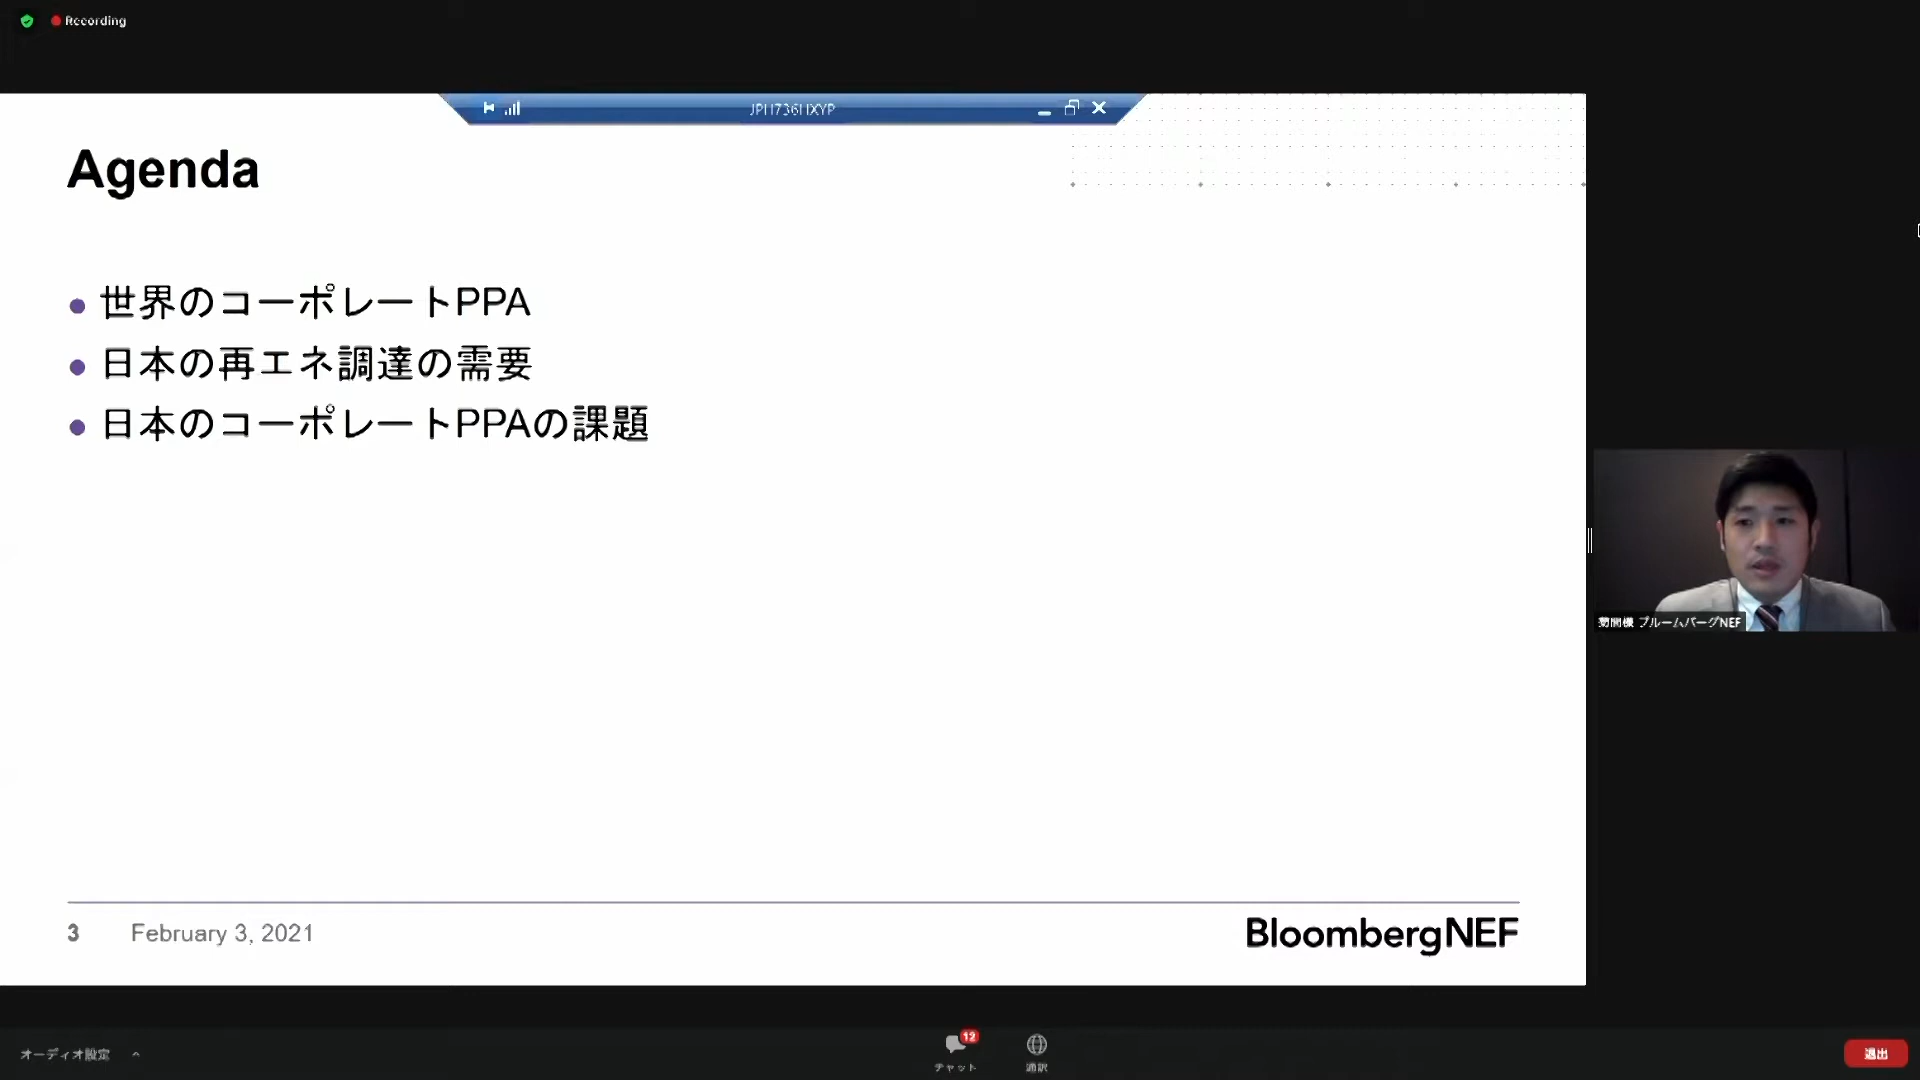 Recording
Agenda
世界のコーポレートPPA
日本の再エネ調達の需要
日本のコーポレートPPAの課題
菊間様 ブルームバーグNEF
3 February 3, 2021
BloombergNEF
オーディオ設定
12
チャット
通訳
退出